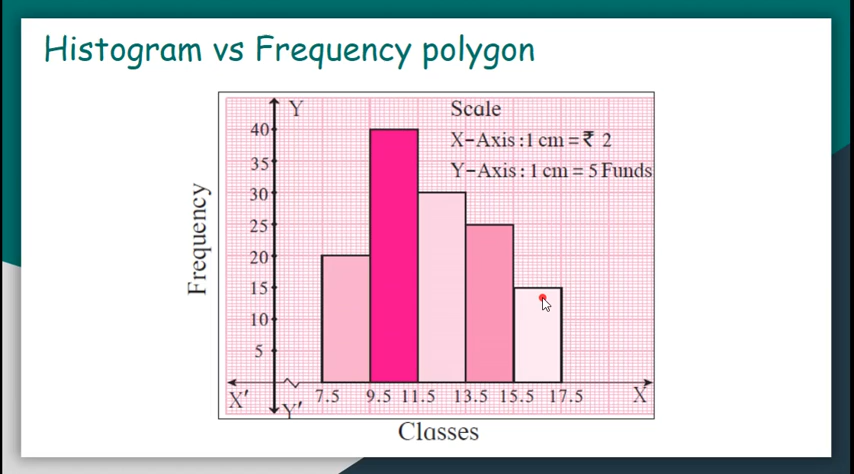 Histogram vs Frequency polygon
Y
Scale
X-Axis :1 cm = ₹ 2
Y-Axis : 1 cm = 5 Funds
40
35
30
25
20
15
10
5
Frequency
X'
Y'
7.5 9.5 11.5 13.5 15.5 17.5
X
Classes